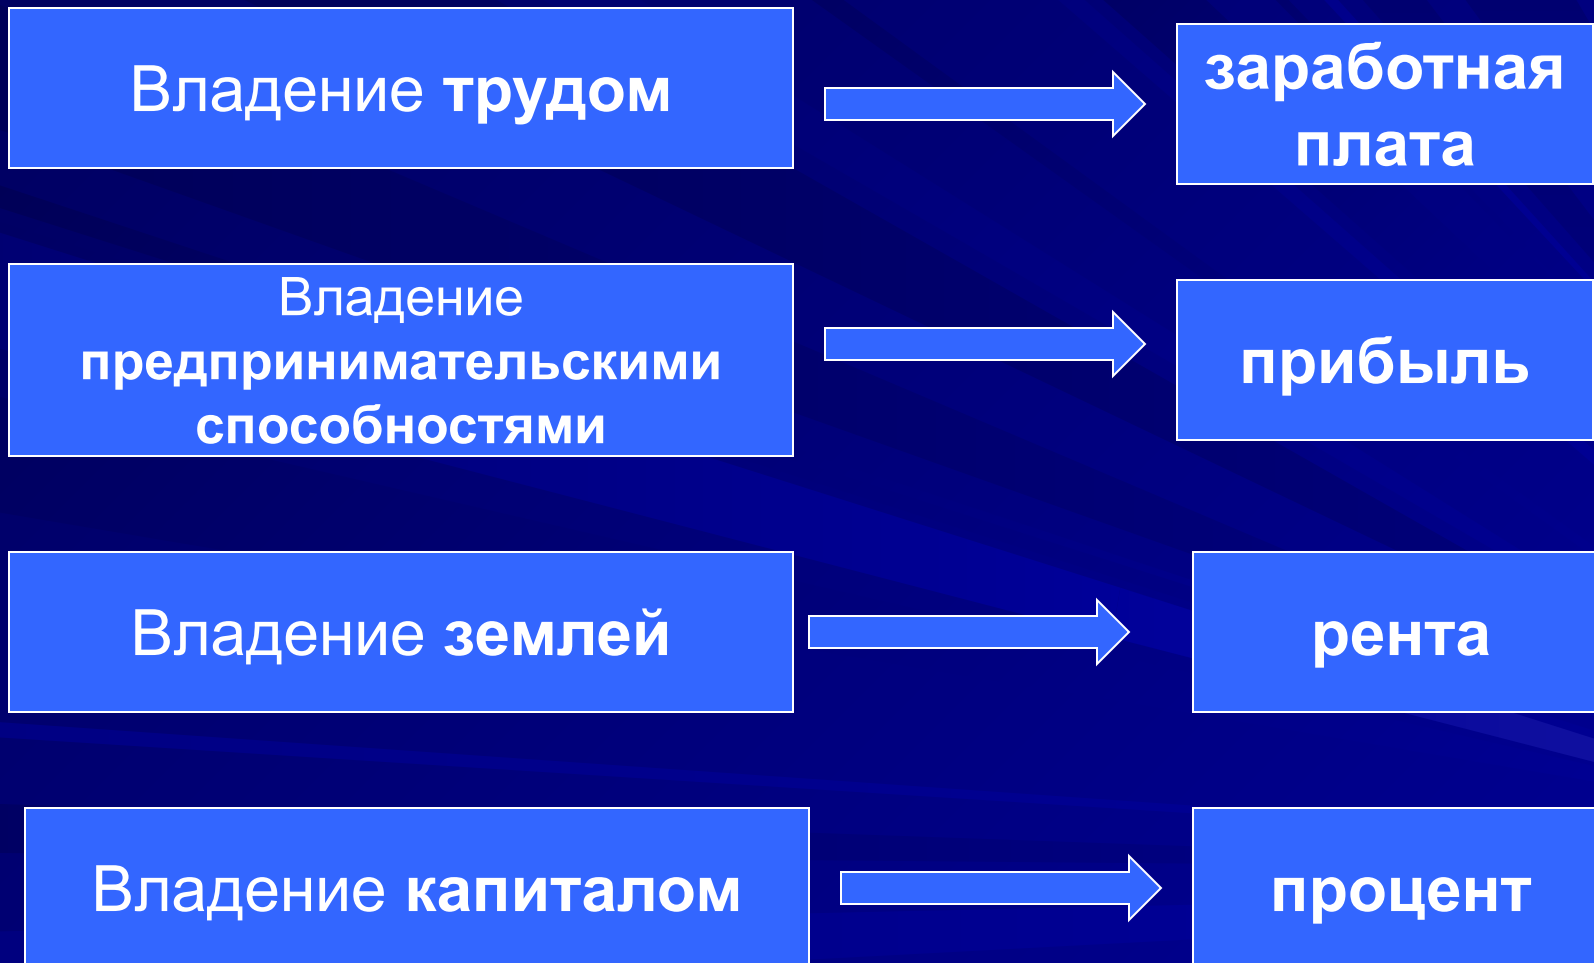 Владение трудом
заработная
плата
Владение
предпринимательскими
способностями
прибыль
Владение землей
рента
Владение капиталом
процент